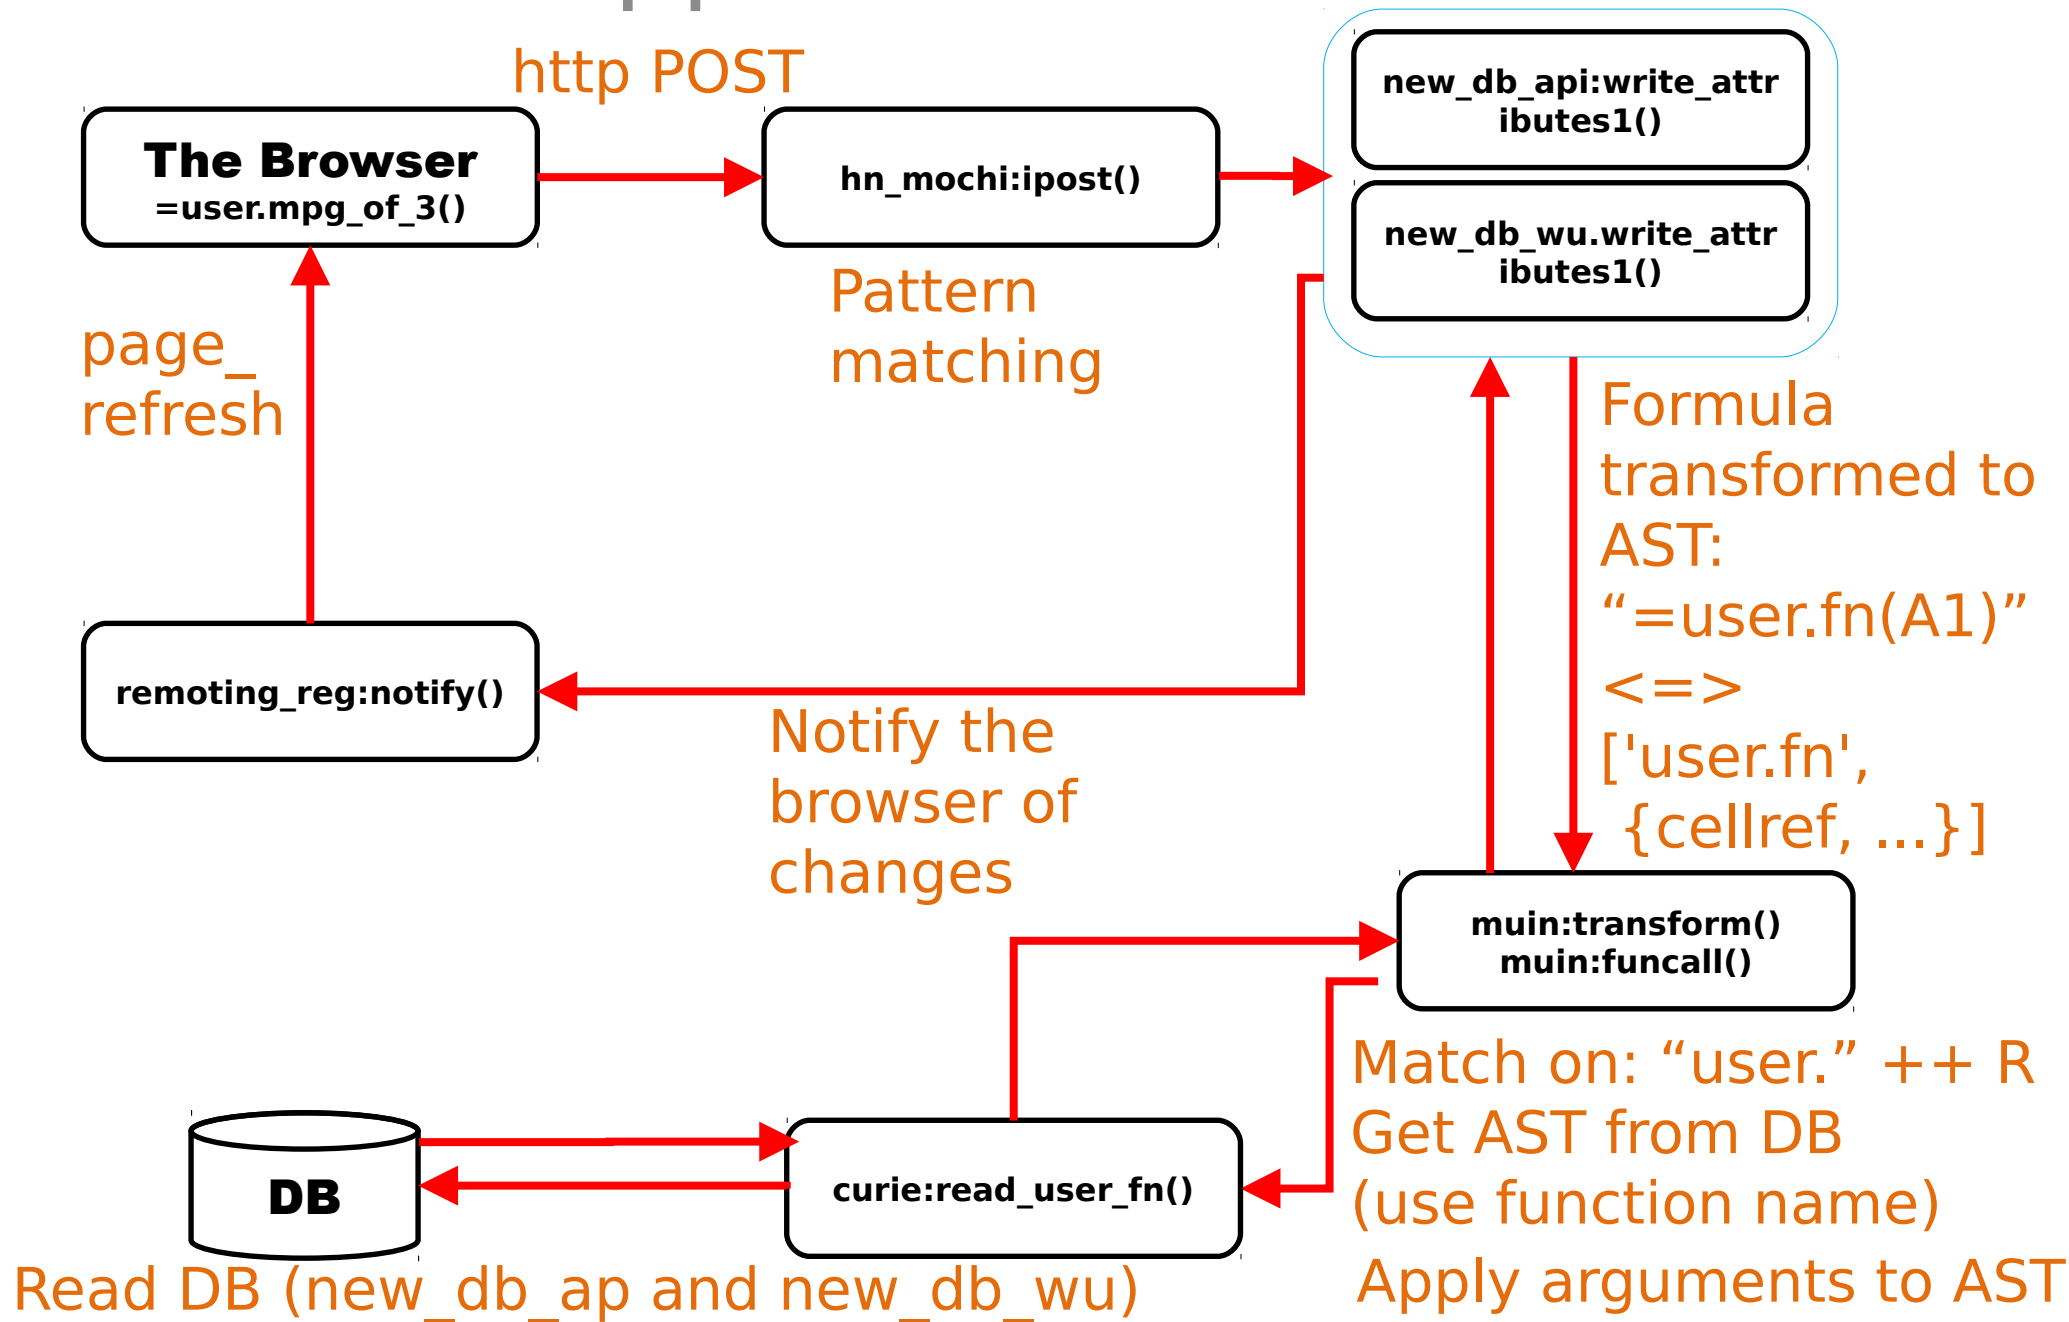 http POST
The Browser
=user.mpg_of_3()
hn_mochi:ipost()
new_db_api:write_attr
ibutes1()
new_db_wu.write_attr
ibutes1()
Pattern
matching
page_
refresh
Formula
transformed to
AST:
“=user.fn(A1)”
<=>
['user.fn',
{cellref, ...}]
remoting_reg:notify()
Notify the
browser of
changes
muin:transform()
muin:funcall()
Match on: “user.” ++ R
Get AST from DB
(use function name)
Apply arguments to AST
curie:read_user_fn()
DB
Read DB (new_db_ap and new_db_wu)